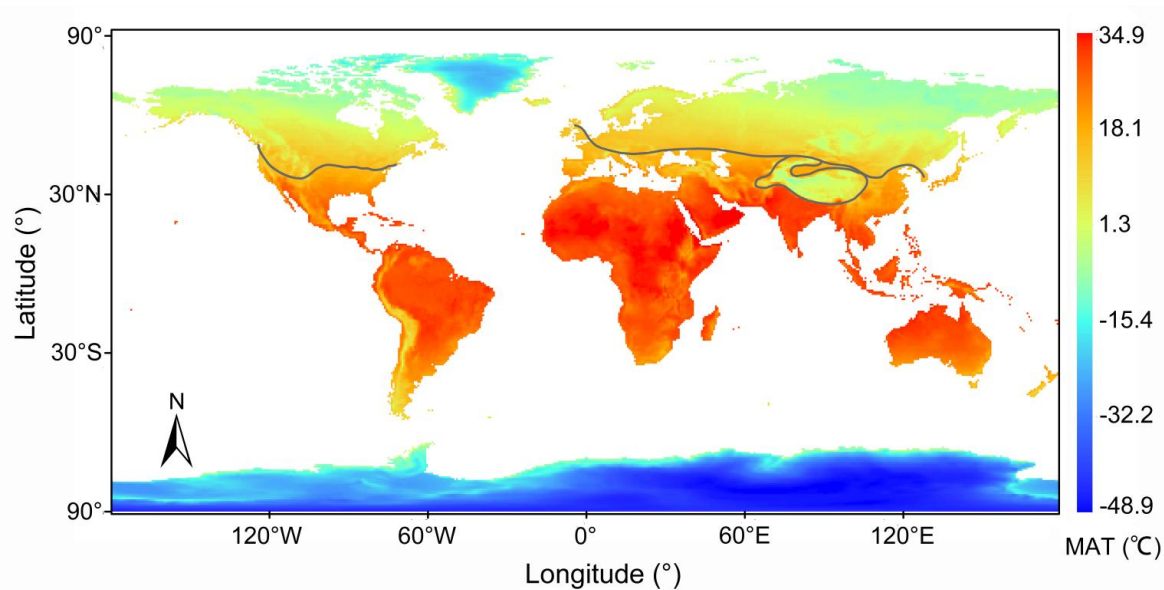 90°
34.9
18.1
30°N
1.3
Latitude (°)
-15.4
30°S
-32.2
N
90°
-48.9
120°W
60°W
0°
60°E
120°E
MAT (℃)
Longitude (°)